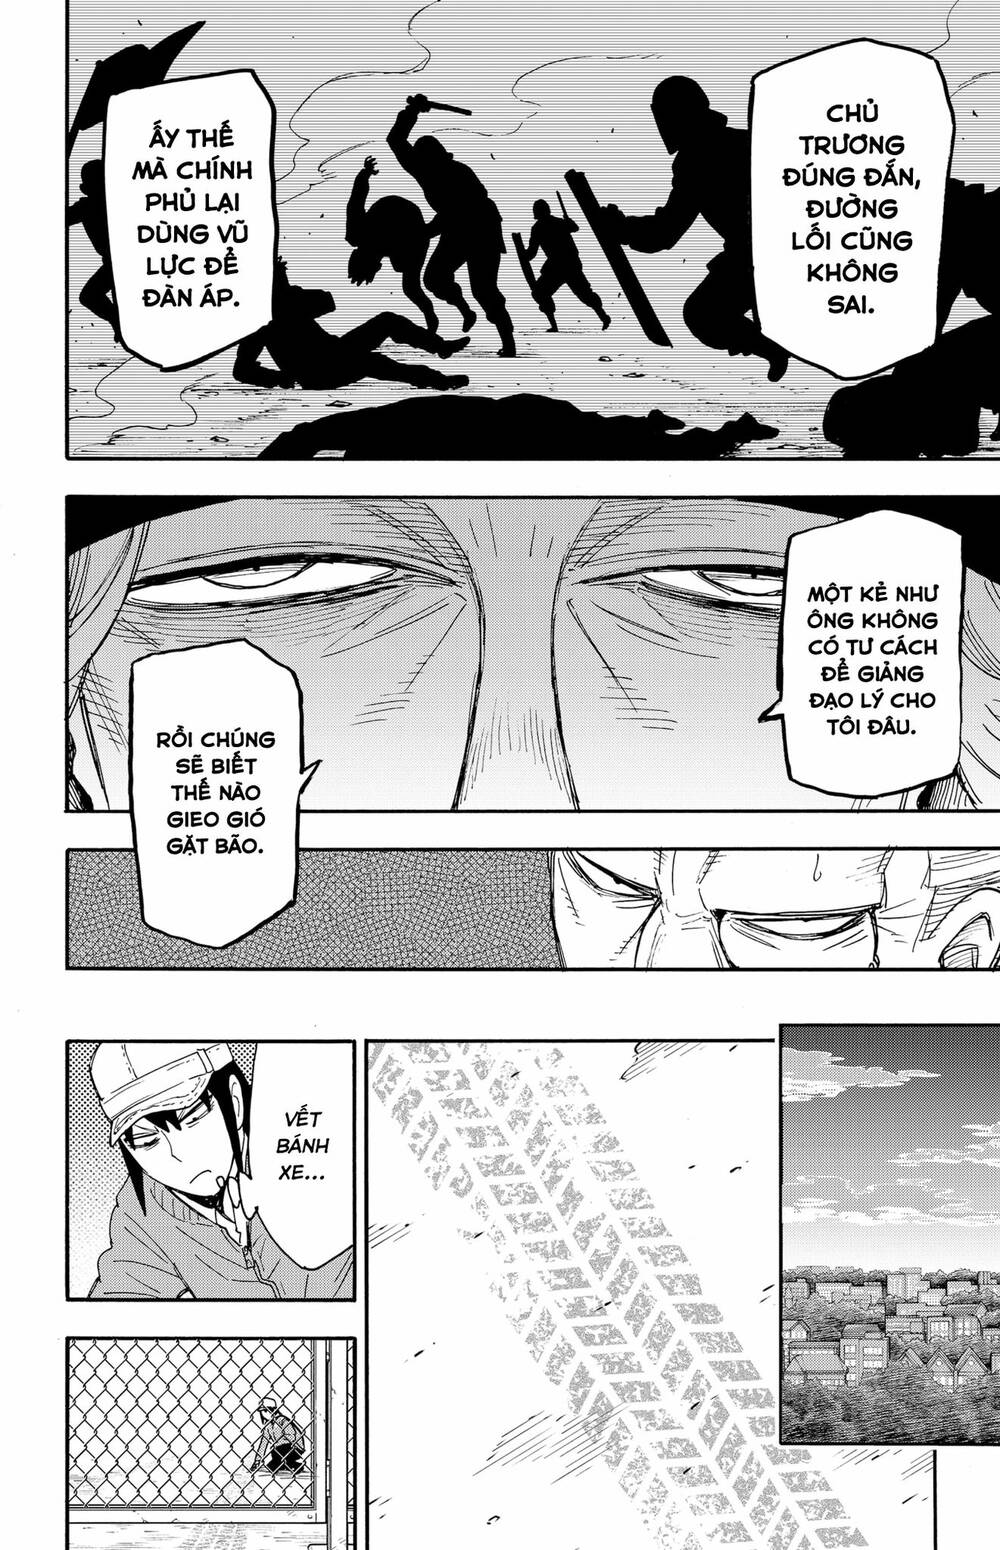 CHỦ
TRƯƠNG
ĐÚNG ĐẮN,
ĐƯỜNG
LỐI CŨNG
KHÔNG
SAI.
ẤY THẾ
MÀ CHÍNH
PHỦ LẠI
DÙNG VŨ
LỰC ĐỂ
ĐÀN ÁP.
MỘT KẺ NHƯ
ÔNG KHÔNG
CÓ TƯ CÁCH
ĐỂ GIẢNG
ĐẠO LÝ CHO
TÔI ĐÂU.
RỒI CHÚNG
SẼ BIẾT
THẾ NÀO
GIEO GIÓ
GẶT BÃO.
VẾT
BÁNH
XE...